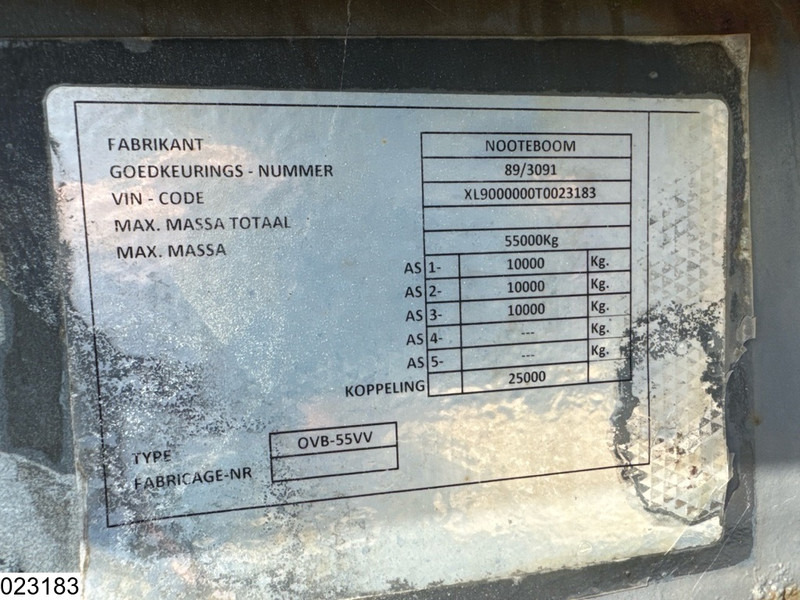 FABRIKANT NOOTEBOOM
GOEDKEURINGS - NUMMER 89/3091
VIN - CODE XL9000000T0023183
MAX. MASSA TOTAAL
MAX. MASSA 55000Kg
AS 1- 10000 Kg.
AS 2- 10000 Kg.
AS 3- 10000 Kg.
AS 4- --- Kg.
AS 5- --- Kg.
KOPPELING 25000
TYPE OVB-55VV
FABRICAGE-NR
023183